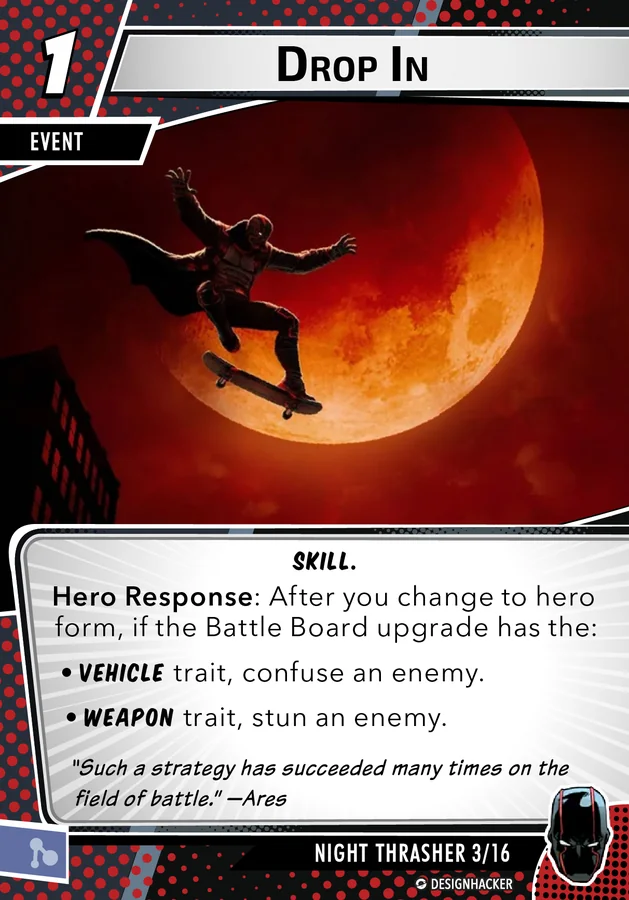 1
DROP IN
EVENT
SKILL.
Hero Response: After you change to hero
form, if the Battle Board upgrade has the:
• VEHICLE trait, confuse an enemy.
• WEAPON trait, stun an enemy.
"Such a strategy has succeeded many times on the
field of battle." —Ares
NIGHT THRASHER 3/16
DESIGNHACKER